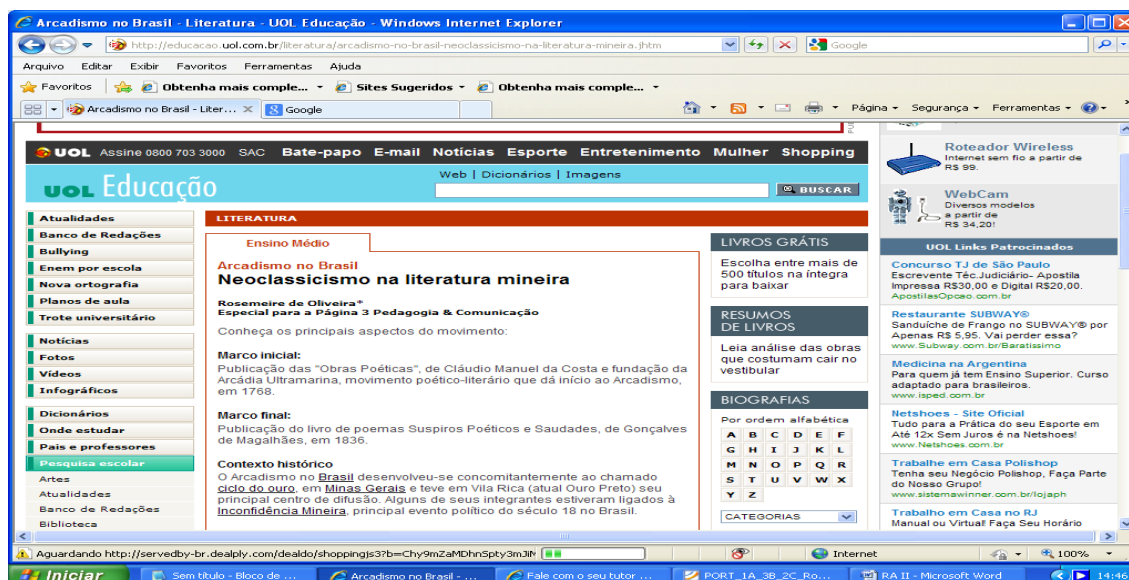 Arcadismo no Brasil - Literatura - UOL Educação - Windows Internet Explorer
http://educacao.uol.com.br/literatura/arcadismo-no-brasil-neoclassicismo-na-literatura-mineira.jhtm
Google
Arquivo Editar Exibir Favoritos Ferramentas Ajuda
Favoritos Obtenha mais comple... Sites Sugeridos Obtenha mais comple...
Arcadismo no Brasil - Liter... Google
Página Segurança Ferramentas
UOL Assine 0800 703 3000 SAC Bate-papo E-mail Notícias Esporte Entretenimento Mulher Shopping
UOL Educação
Web | Dicionários | Imagens
BUSCAR
Atualidades
Banco de Redações
Bullying
Enem por escola
Nova ortografia
Planos de aula
Trote universitário
Notícias
Fotos
Vídeos
Infográficos
Dicionários
Onde estudar
Pais e professores
Pesquisa escolar
Artes
Atualidades
Banco de Redações
Biblioteca
LITERATURA
Ensino Médio
Arcadismo no Brasil
Neoclassicismo na literatura mineira
Rosemeire de Oliveira*
Especial para a Página 3 Pedagogia & Comunicação
Conheça os principais aspectos do movimento:
Marco inicial:
Publicação das "Obras Poéticas", de Cláudio Manuel da Costa e fundação da
Arcádia Ultramarina, movimento poético-literário que dá início ao Arcadismo,
em 1768.
Marco final:
Publicação do livro de poemas Suspiros Poéticos e Saudades, de Gonçalves
de Magalhães, em 1836.
Contexto histórico
O Arcadismo no Brasil desenvolveu-se concomitantemente ao chamado
ciclo do ouro, em Minas Gerais e teve em Vila Rica (atual Ouro Preto) seu
principal centro de difusão. Alguns de seus integrantes estiveram ligados à
Inconfidência Mineira, principal evento político do século 18 no Brasil.
LIVROS GRÁTIS
Escolha entre mais de
500 títulos na íntegra
para baixar
RESUMOS
DE LIVROS
Leia análise das obras
que costumam cair no
vestibular
BIOGRAFIAS
Por ordem alfabética
A B C D E F
G H I J K L
M N O P Q R
S T U V W X
Y Z
CATEGORIAS
Roteador Wireless
Internet sem fio a partir de
R$ 99.
WebCam
Diversos modelos
a partir de
R$ 34,20!
UOL Links Patrocinados
Concurso TJ de São Paulo
Escrevente Téc.Judiciário- Apostila
Impressa R$30,00 e Digital R$20,00.
ApostilasOpcao.com.br
Restaurante SUBWAY®
Sanduíche de Frango no SUBWAY® por
Apenas R$ 5,95. Vai perder essa?
www.Subway.com.br/Baratissimo
Medicina na Argentina
Para quem já tem Ensino Superior. Curso
adaptado para brasileiros.
www.isped.com.br
Netshoes - Site Oficial
Tudo para a Prática do seu Esporte em
Até 12x Sem Juros é na Netshoes!
www.Netshoes.com.br
Trabalhe em Casa Polishop
Tenha seu Negócio Polishop, Faça Parte
do Nosso Grupo!
www.sistemawinner.com.br/lojaph
Trabalho em Casa no RJ
Manual ou Virtual! Faça Seu Horário
Aguardando http://servedby-br.dealply.com/dealdo/shoppingjs3?b=Chy9mZaMDhnSpty3mJiN
Internet
100%
Iniciar
Sem título - Bloco de ...
Arcadismo no Brasil - ...
Fale com o seu tutor ...
PORT_1A_3B_2C_Ro...
RA II - Microsoft Word
14:46